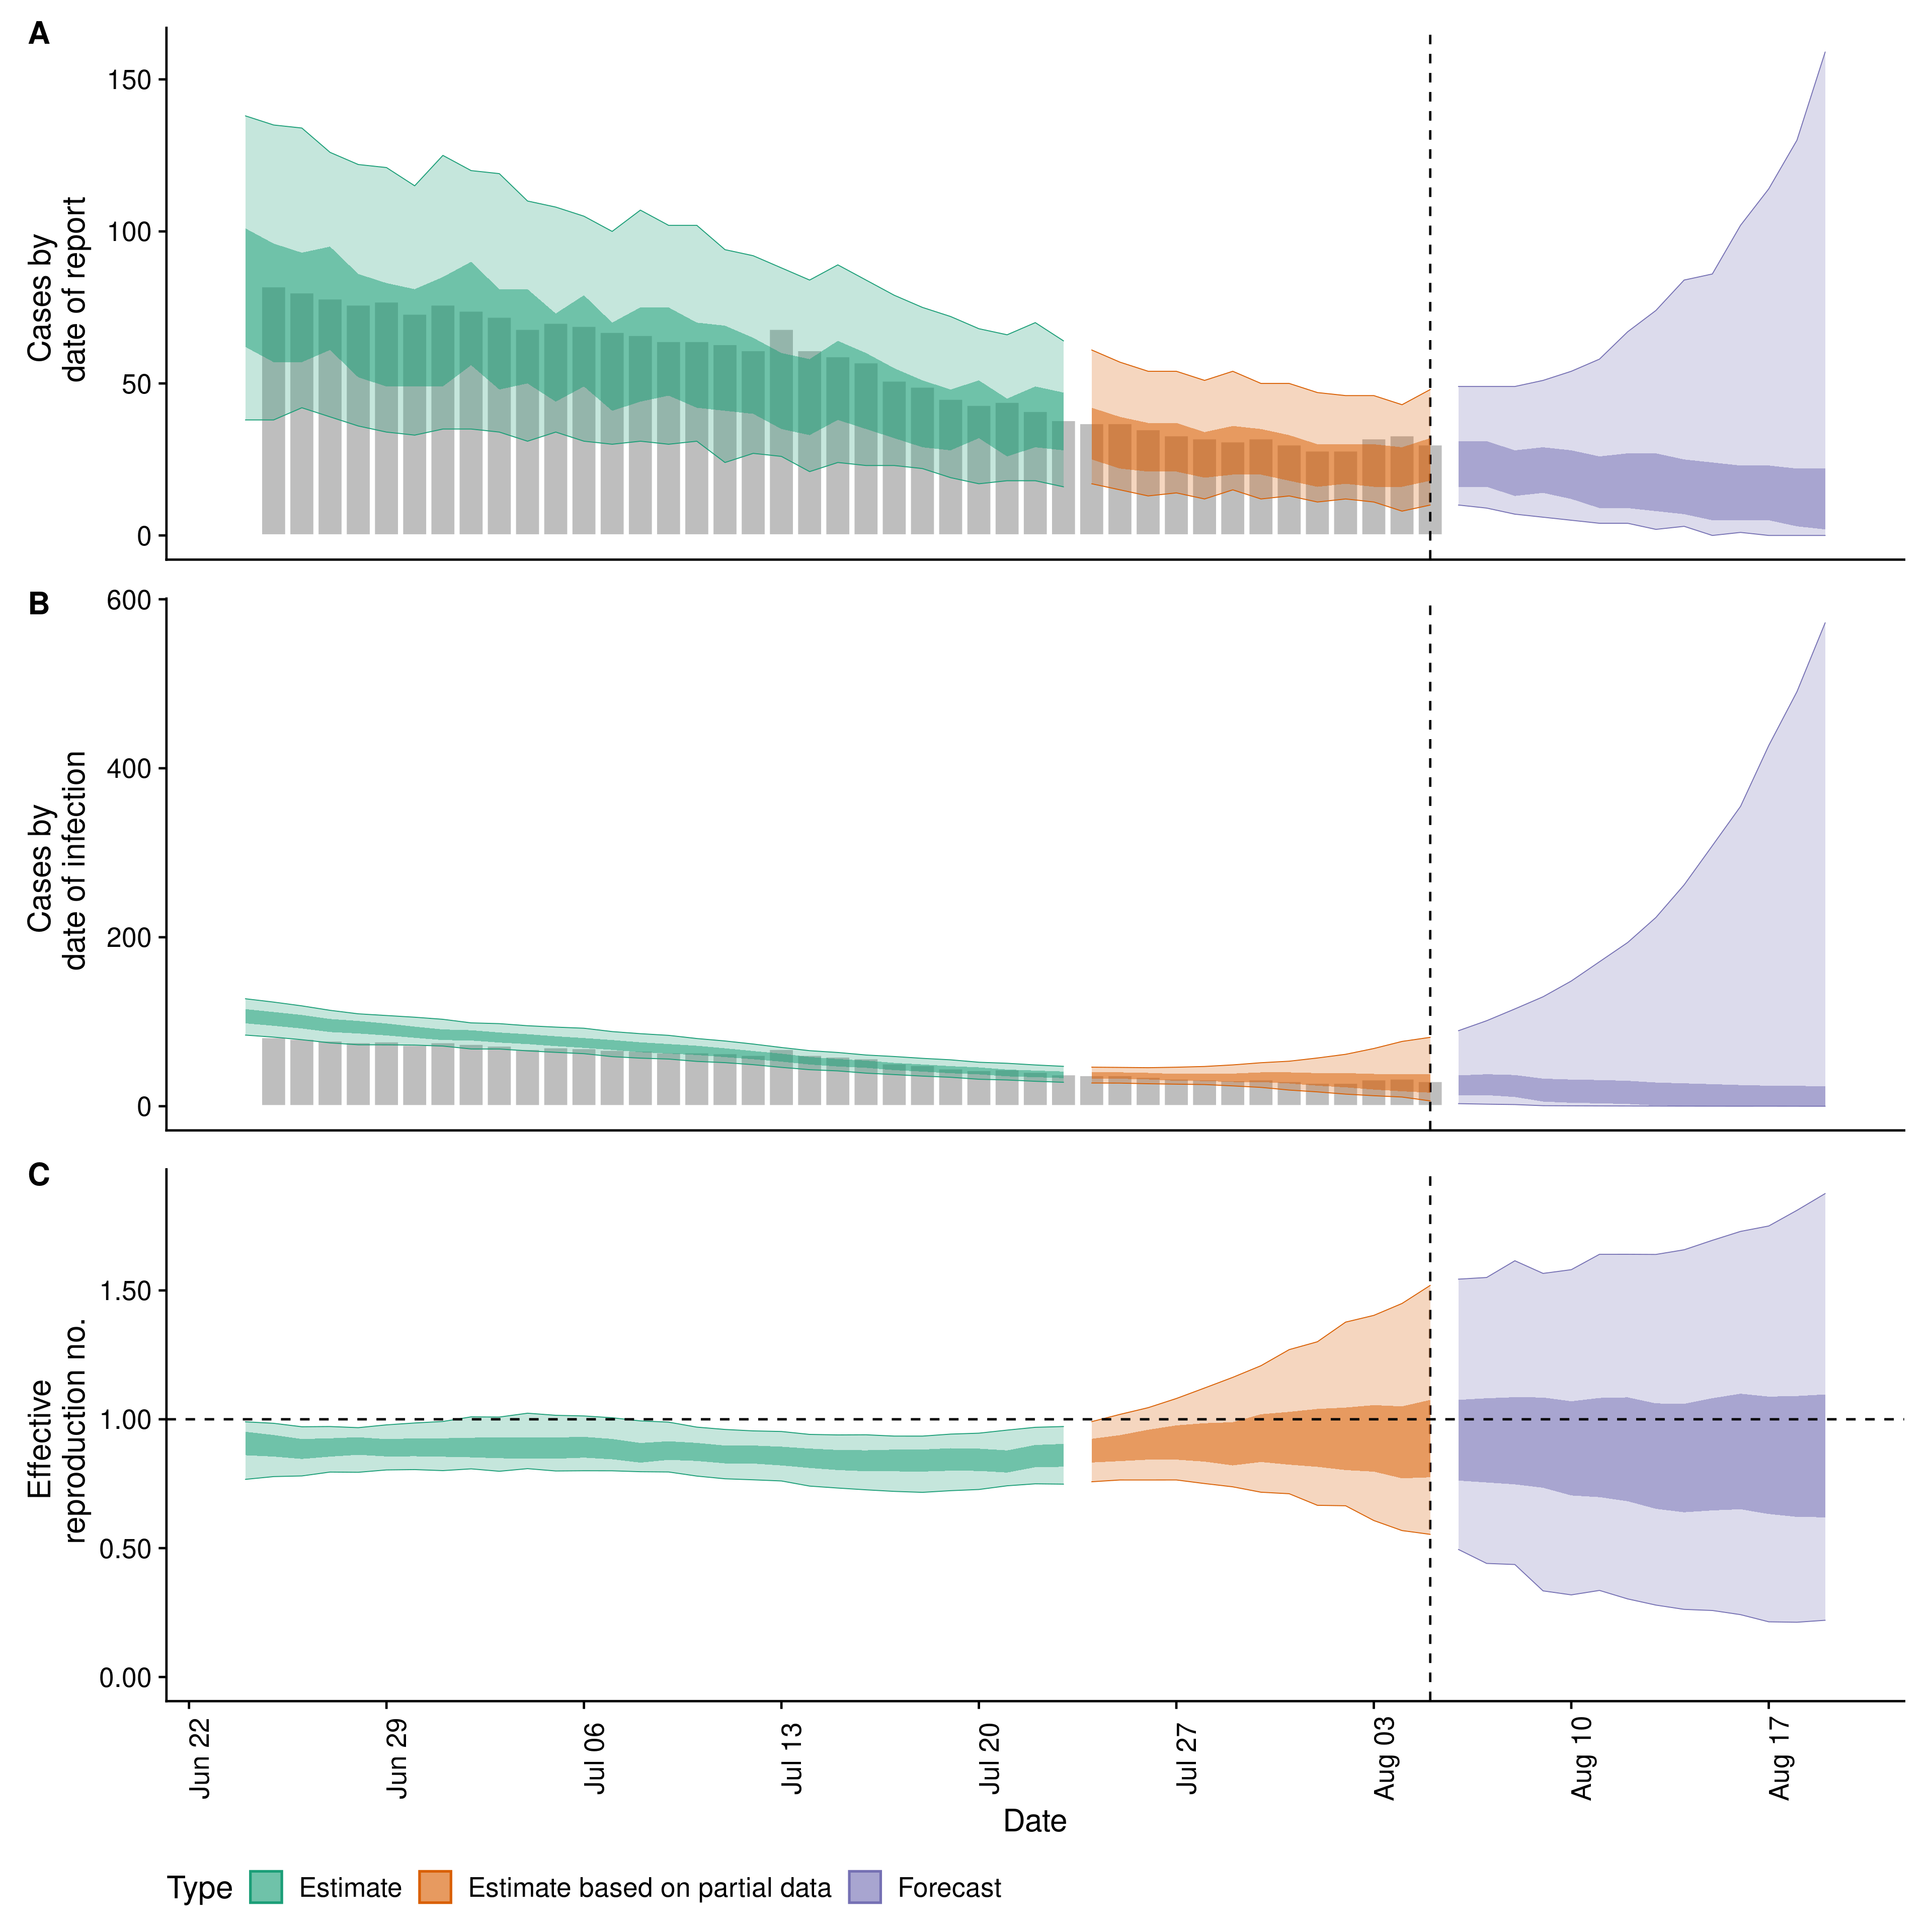 A
Cases by
date of report
150
100
50
0
B
Cases by
date of infection
600
400
200
0
C
Effective
reproduction no.
1.50
1.00
0.50
0.00
Jun 22
Jun 29
Jul 06
Jul 13
Jul 20
Jul 27
Aug 03
Aug 10
Aug 17
Date
Type Estimate Estimate based on partial data Forecast